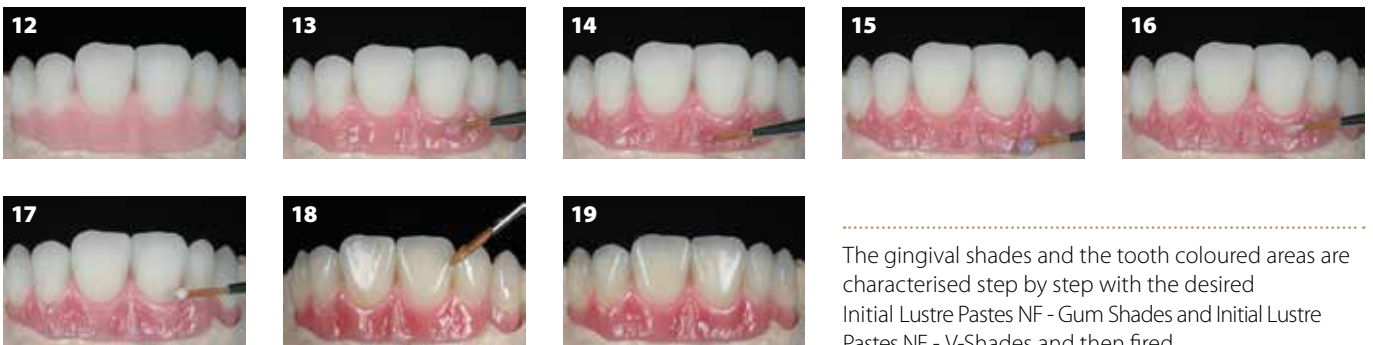 12
13
14
15
16
17
18
19
The gingival shades and the tooth coloured areas are
characterised step by step with the desired
Initial Lustre Pastes NF - Gum Shades and Initial Lustre
Pastes NF - V-Shades and then fired